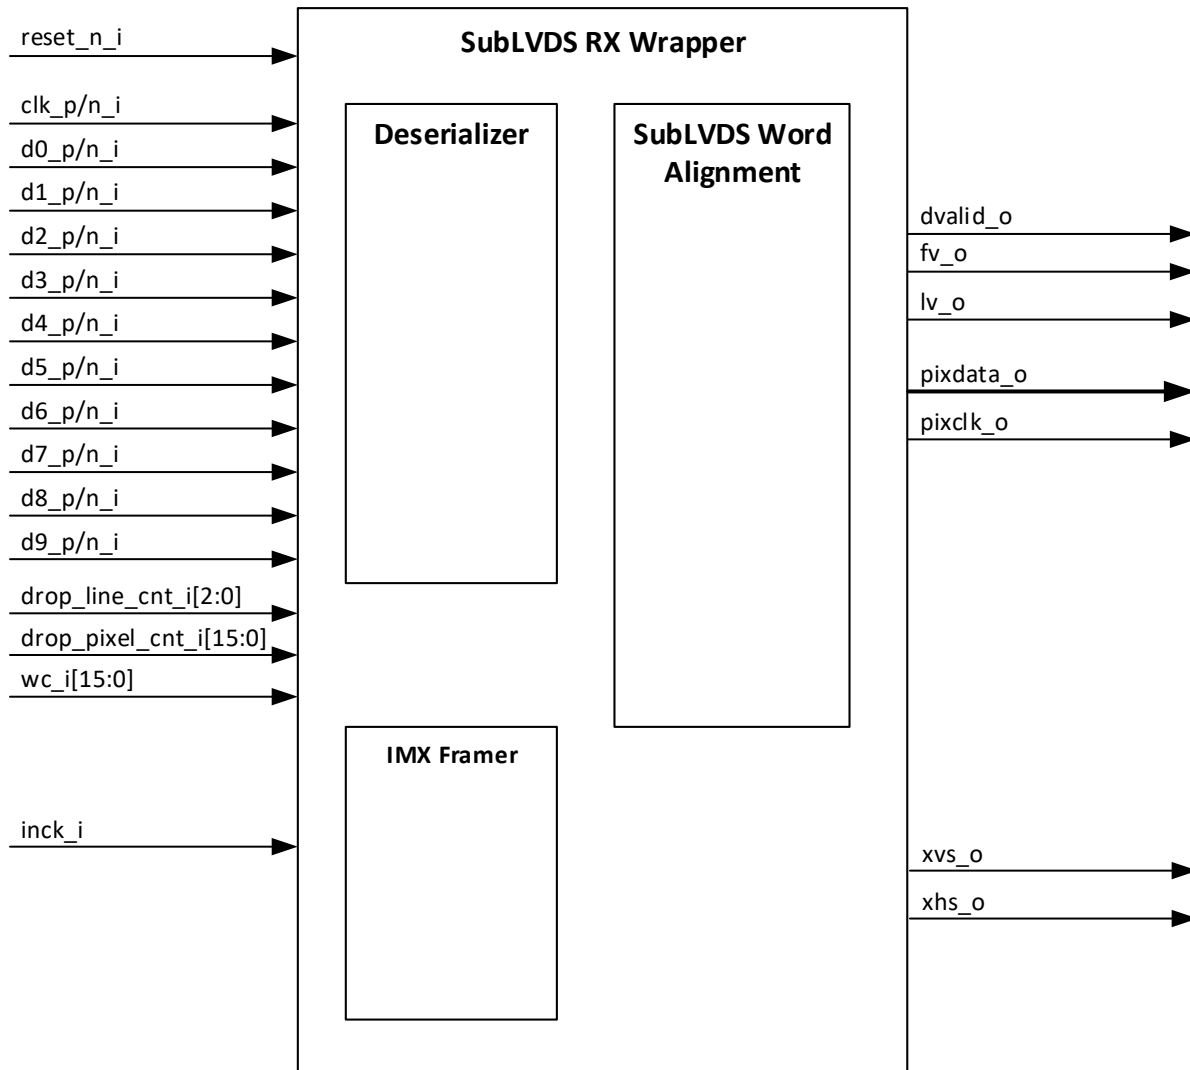 SubLVDS RX Wrapper
reset_n_i
clk_p/n_i
d0_p/n_i
d1_p/n_i
d2_p/n_i
d3_p/n_i
d4_p/n_i
d5_p/n_i
d6_p/n_i
d7_p/n_i
d8_p/n_i
d9_p/n_i
drop_line_cnt_i[2:0]
drop_pixel_cnt_i[15:0]
wc_i[15:0]
inck_i
Deserializer
SubLVDS Word
Alignment
IMX Framer
dvalid_o
fv_o
lv_o
pixdata_o
pixclk_o
xvs_o
xhs_o